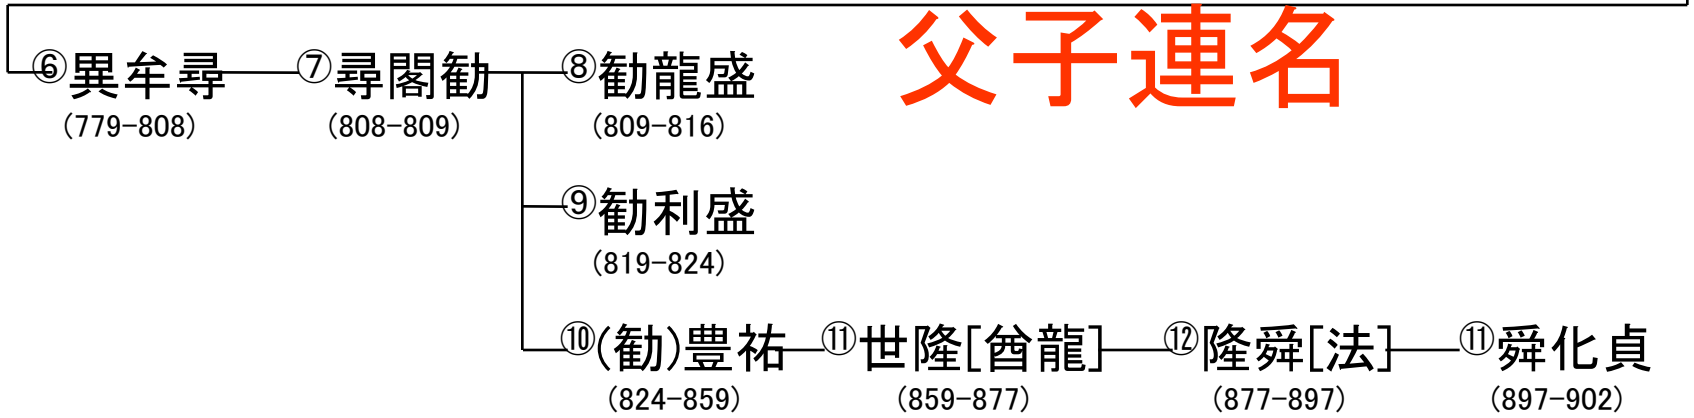 父子連名
⑥異牟尋 ⑦尋閣勧 ⑧勧龍盛
(779-808) (808-809) (809-816)
⑨勧利盛
(819-824)
⑩(勧)豊祐 ⑪世隆[酋龍] ⑫隆舜[法] ⑪舜化貞
(824-859) (859-877) (877-897) (897-902)